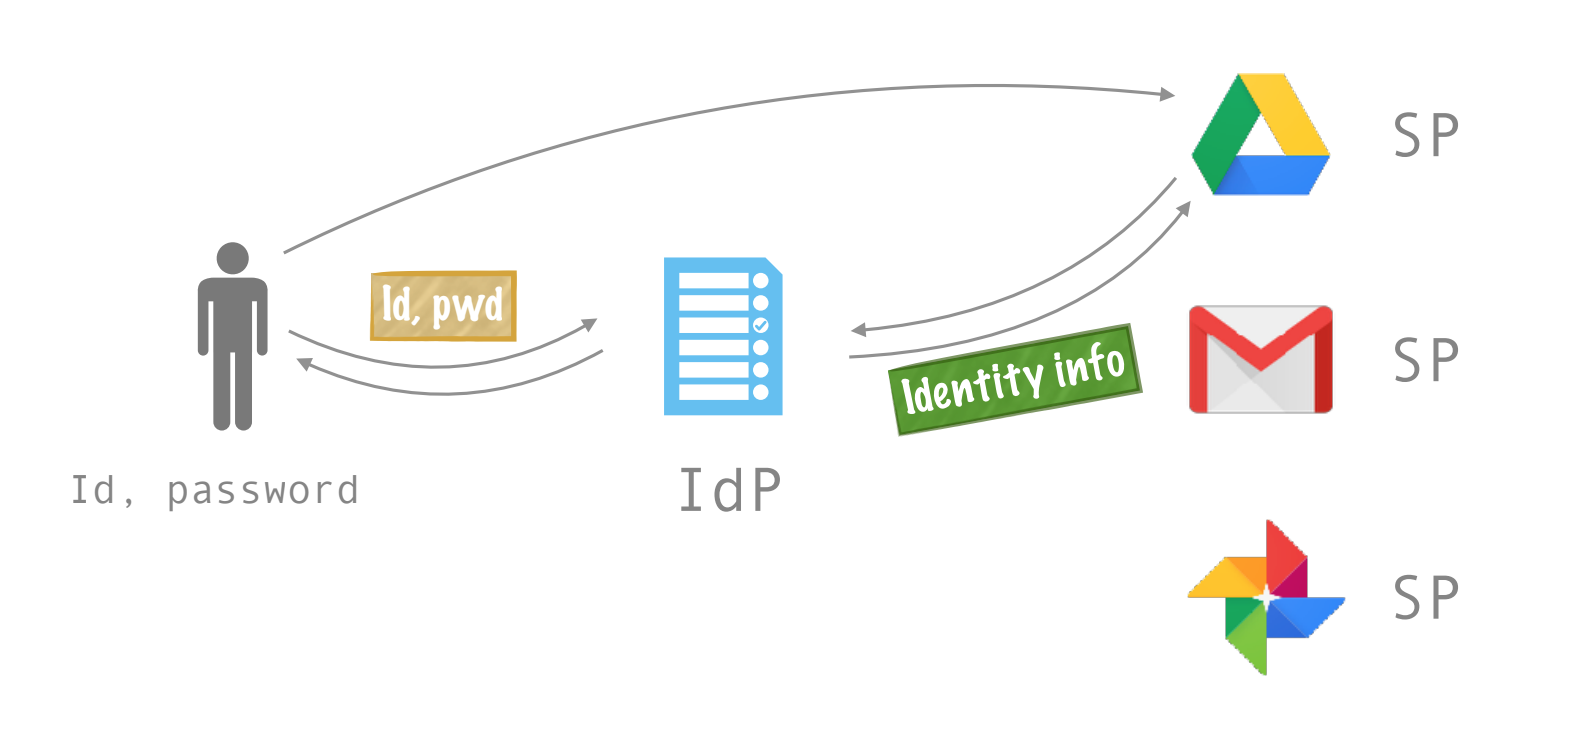 SP
Id, pwd
SP
Identity info
Id, password
IdP
SP